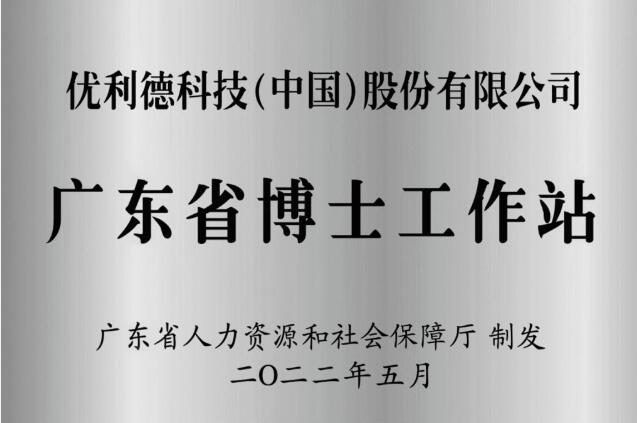 优利德科技(中国)股份有限公司
广东省博士工作站
广东省人力资源和社会保障厅 制发
二〇二二年五月